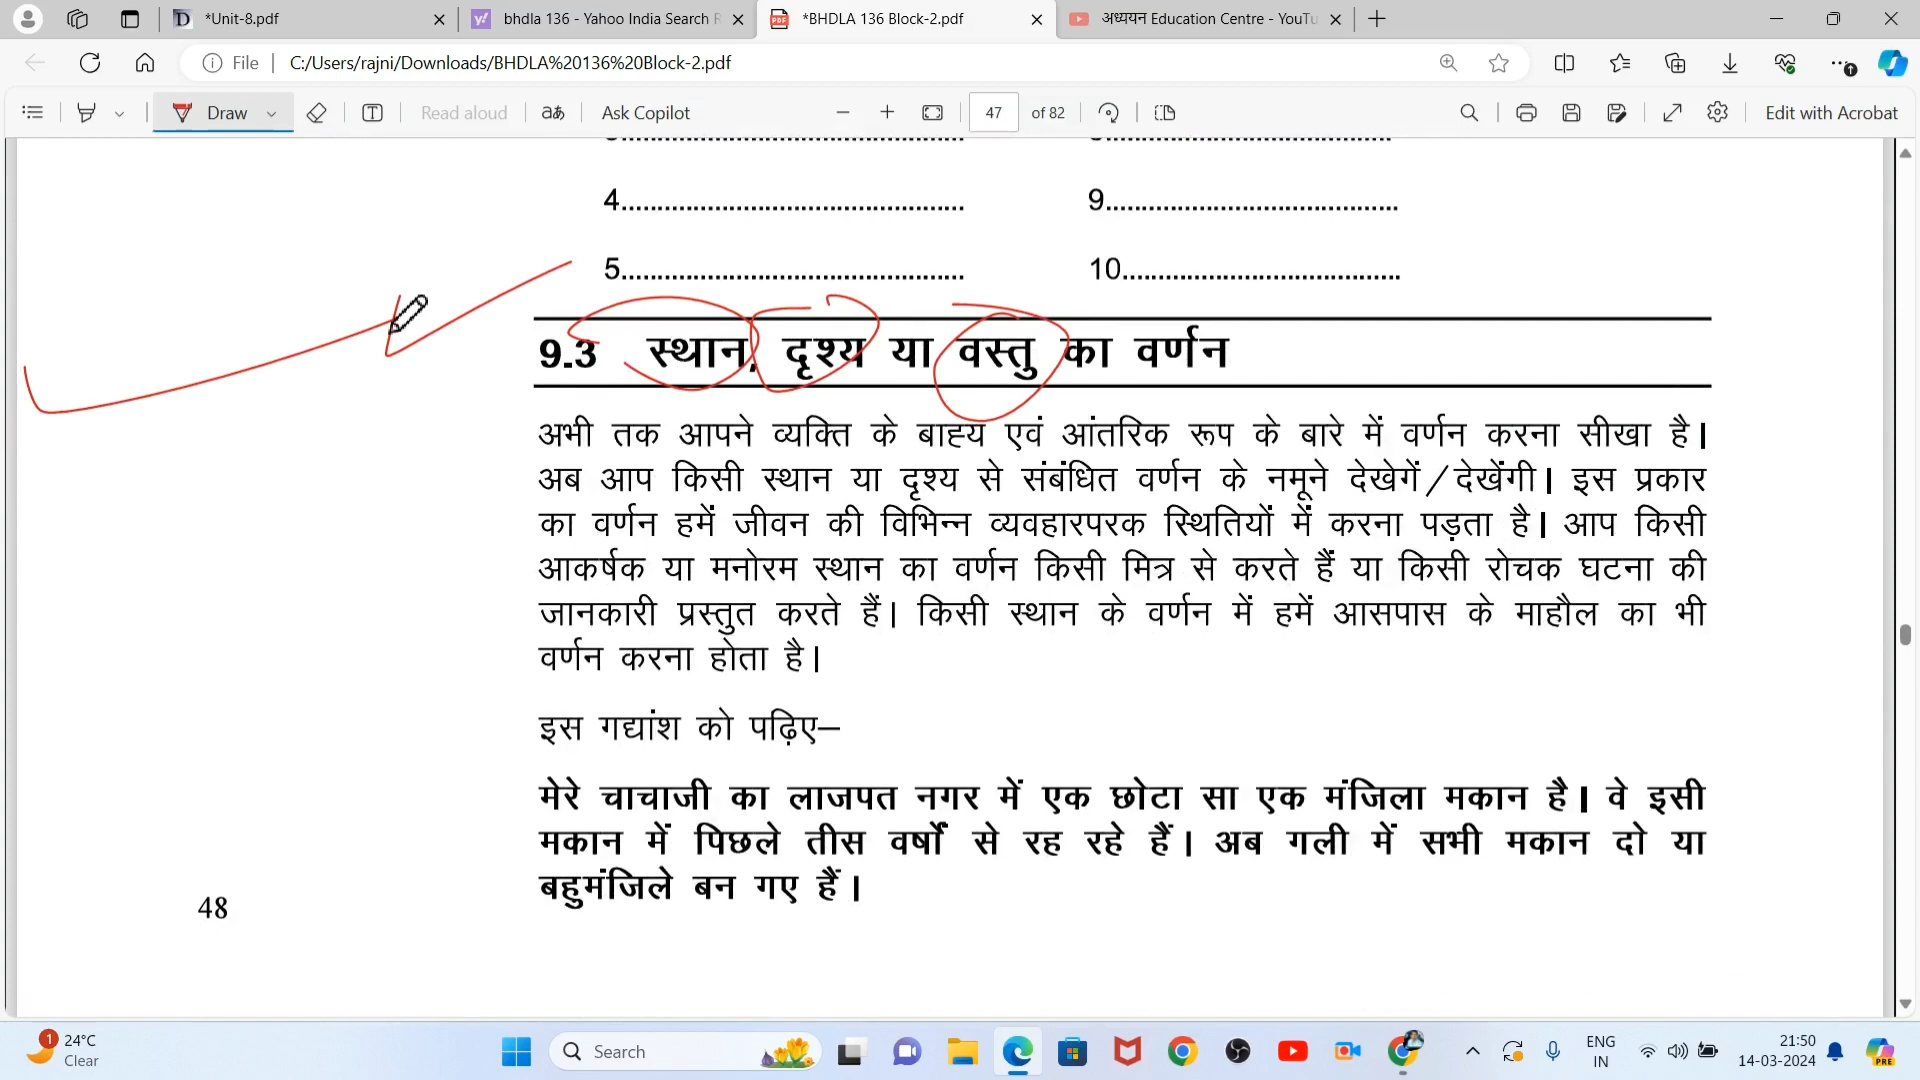 *Unit-8.pdf
bhdla 136 - Yahoo India Search R
*BHDLA 136 Block-2.pdf
अध्ययन Education Centre - YouTu
File
C:/Users/rajni/Downloads/BHDLA%20136%20Block-2.pdf
Draw
Read aloud
aあ
Ask Copilot
47
of 82
Edit with Acrobat
4............................................ 9......................................
5............................................ 10....................................
9.3 स्थान, दृश्य या वस्तु का वर्णन
अभी तक आपने व्यक्ति के बाह्य एवं आंतरिक रूप के बारे में वर्णन करना सीखा है।
अब आप किसी स्थान या दृश्य से संबंधित वर्णन के नमूने देखेगें/देखेंगी। इस प्रकार
का वर्णन हमें जीवन की विभिन्न व्यवहारपरक स्थितियों में करना पड़ता है। आप किसी
आकर्षक या मनोरम स्थान का वर्णन किसी मित्र से करते हैं या किसी रोचक घटना की
जानकारी प्रस्तुत करते हैं। किसी स्थान के वर्णन में हमें आसपास के माहौल का भी
वर्णन करना होता है।
इस गद्यांश को पढ़िए–
मेरे चाचाजी का लाजपत नगर में एक छोटा सा एक मंजिला मकान है। वे इसी
मकान में पिछले तीस वर्षों से रह रहे हैं। अब गली में सभी मकान दो या
बहुमंजिले बन गए हैं।
48
1
24°C
Clear
Search
ENG
IN
21:50
14-03-2024
PRE